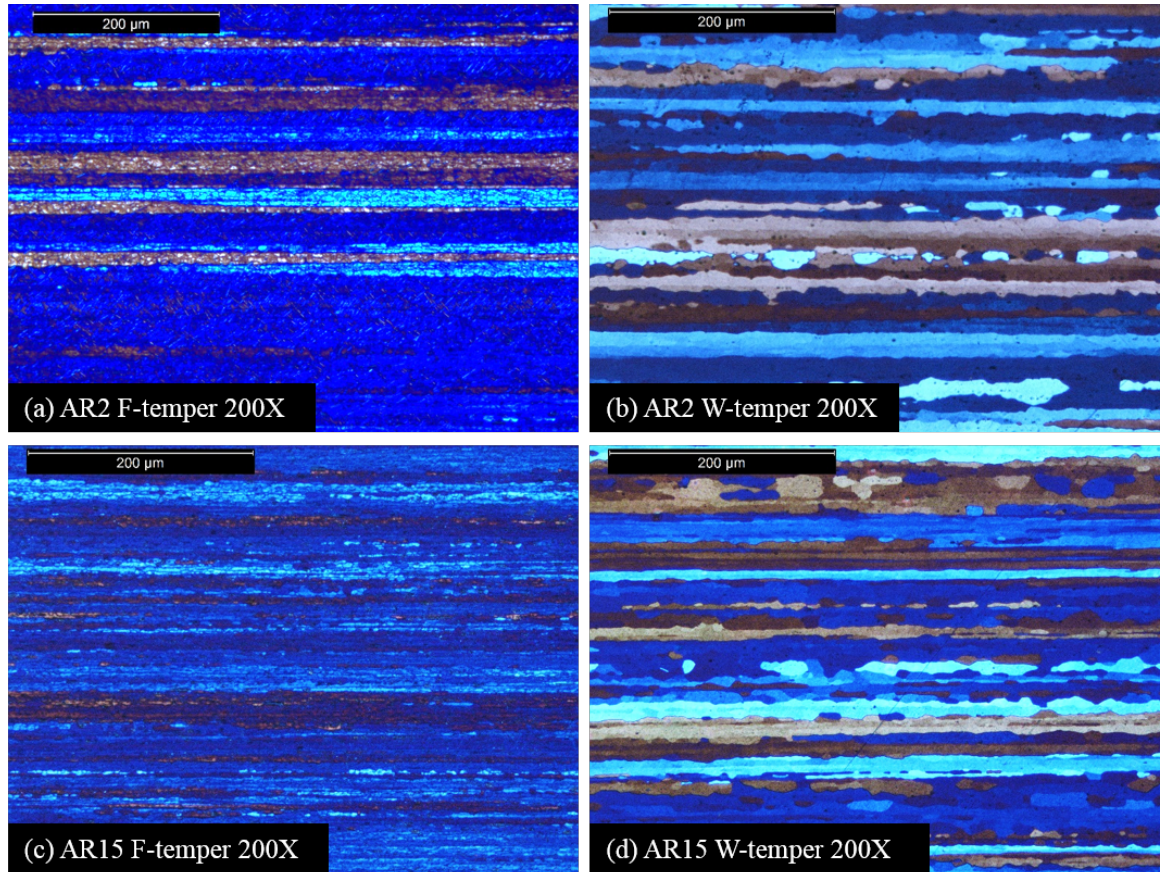 200 µm
200 µm
(a) AR2 F-temper 200X
(b) AR2 W-temper 200X
200 µm
200 µm
(c) AR15 F-temper 200X
(d) AR15 W-temper 200X